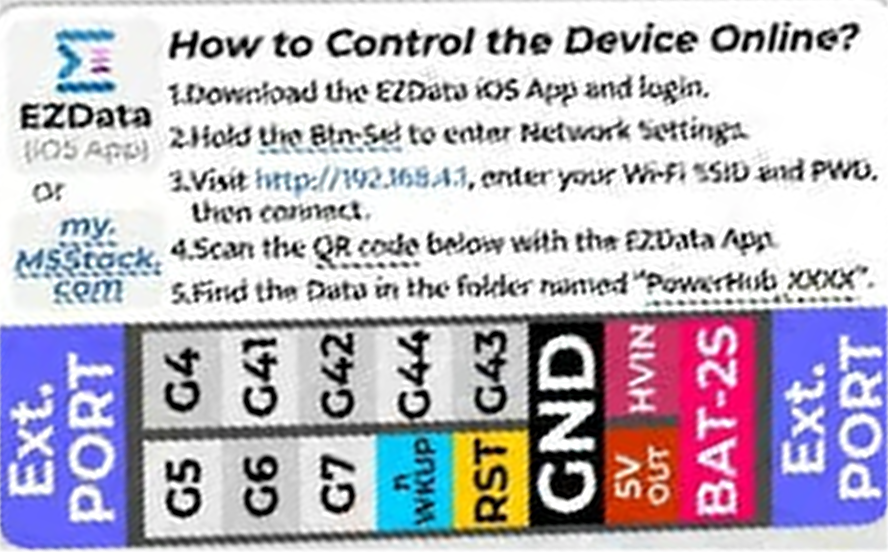 How to Control the Device Online?
EZData
(iOS App)
or
my.
M5Stack.
com
1.Download the EZData iOS App and login.
2.Hold the Btn-Sel to enter Network Settings.
3.Visit http://192.168.4.1, enter your Wi-Fi SSID and PWD,
then connect.
4.Scan the QR code below with the EZData App.
5.Find the Data in the folder named "PowerHub XXXX".
Ext.
PORT
G4 G41 G42 G44 G43 GND HVIN BAT-2S
G5 G6 G7 n WKUP RST 5V OUT
Ext.
PORT